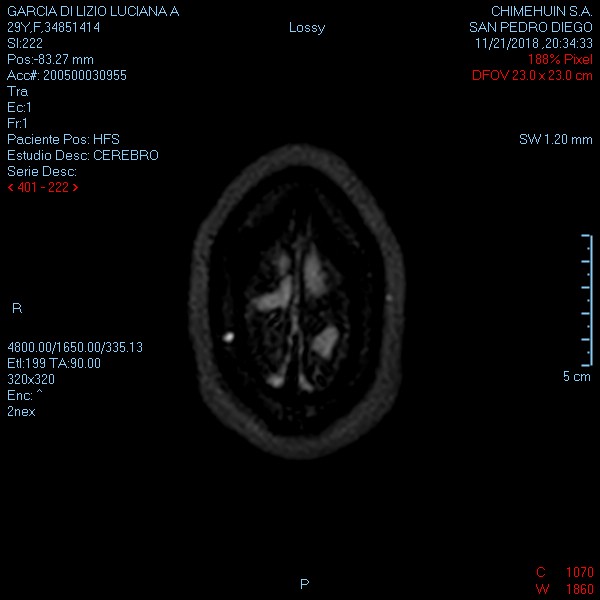 GARCIA DI LIZIO LUCIANA A
29Y,F,34851414
Sl:222
Pos:-83.27 mm
Acc#: 200500030955
Tra
Ec:1
Fr:1
Paciente Pos: HFS
Estudio Desc: CEREBRO
Serie Desc:
< 401 - 222 >
Lossy
CHIMEHUIN S.A.
SAN PEDRO DIEGO
11/21/2018 ,20:34:33
188% Pixel
DFOV 23.0 x 23.0 cm
SW 1.20 mm
R
4800.00/1650.00/335.13
Etl:199 TA:90.00
320x320
Enc: ^
2nex
5 cm
P
C 1070
W 1860